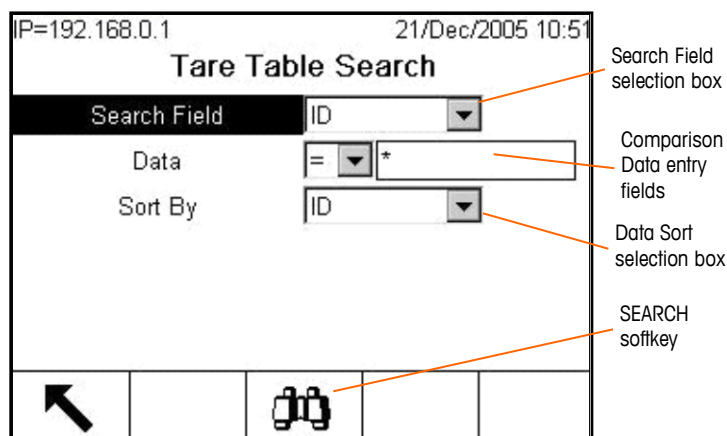 IP=192.168.0.1 21/Dec/2005 10:51
Tare Table Search
Search Field ID
Data = *
Sort By ID
Search Field
selection box
Comparison
Data entry
fields
Data Sort
selection box
SEARCH
softkey